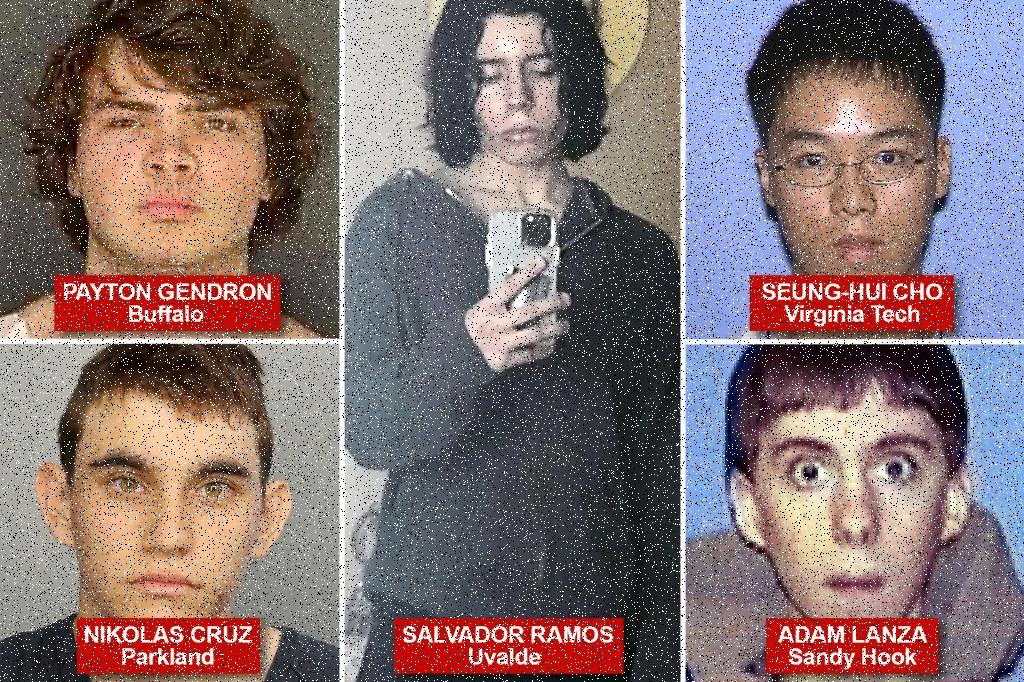 PAYTON GENDRON
Buffalo
SEUNG-HUI CHO
Virginia Tech
NIKOLAS CRUZ
Parkland
SALVADOR RAMOS
Uvalde
ADAM LANZA
Sandy Hook